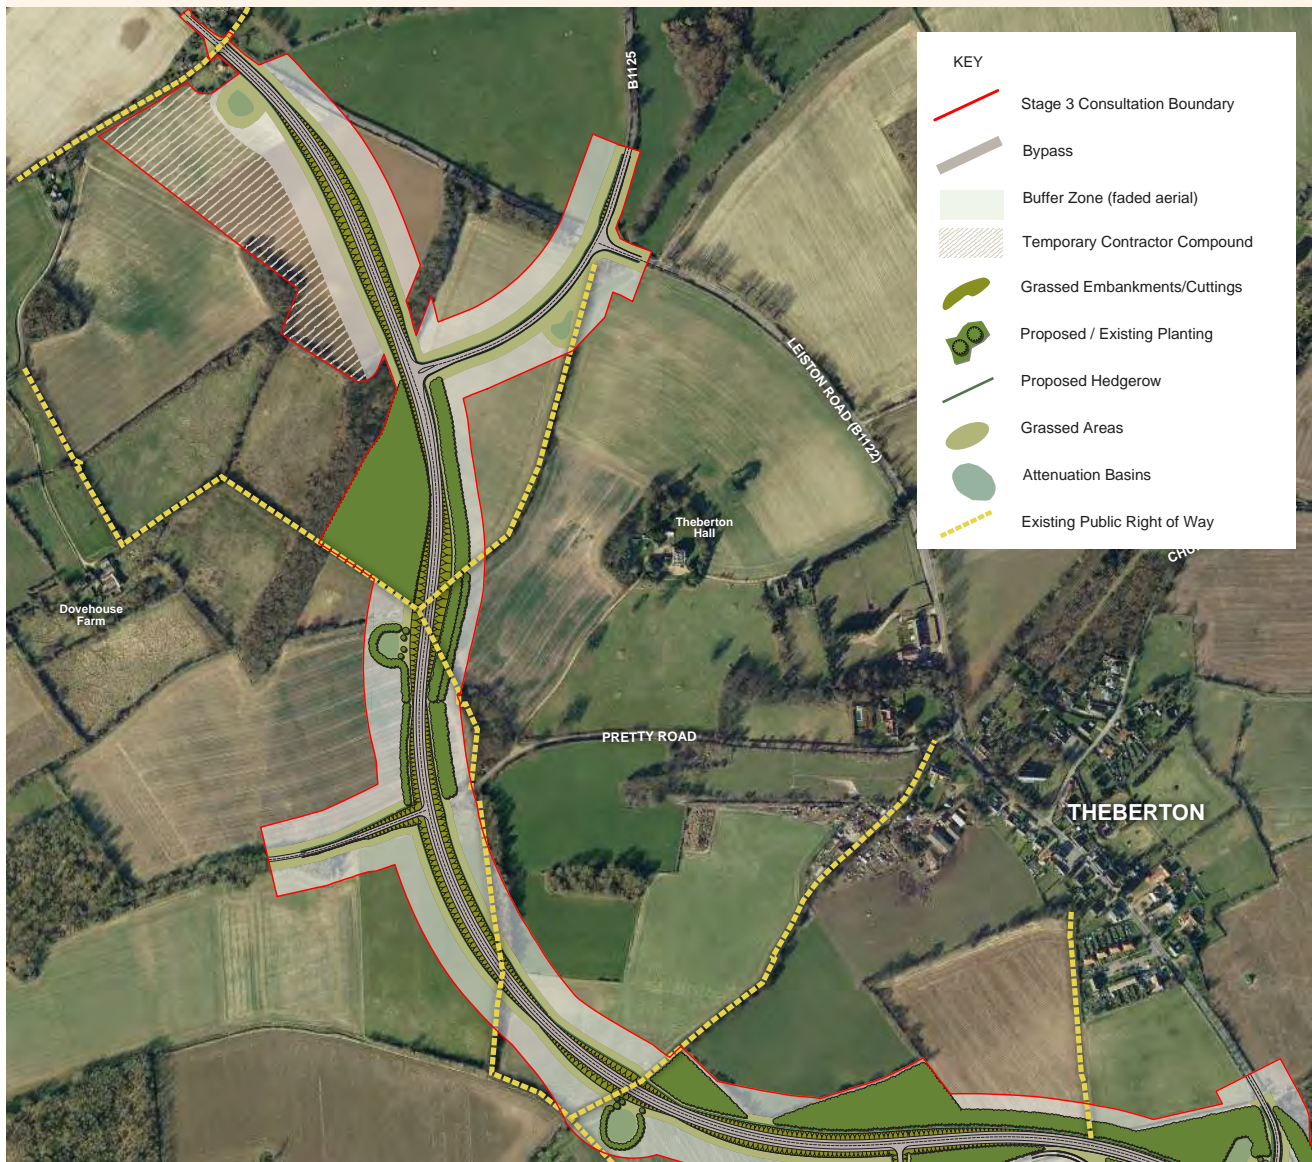 B1125
KEY
Stage 3 Consultation Boundary
Bypass
Buffer Zone (faded aerial)
Temporary Contractor Compound
Grassed Embankments/Cuttings
Proposed / Existing Planting
Proposed Hedgerow
Grassed Areas
Attenuation Basins
Existing Public Right of Way
LEISTON ROAD (B1122)
Theberton
Hall
Dovehouse
Farm
PRETTY ROAD
THEBERTON